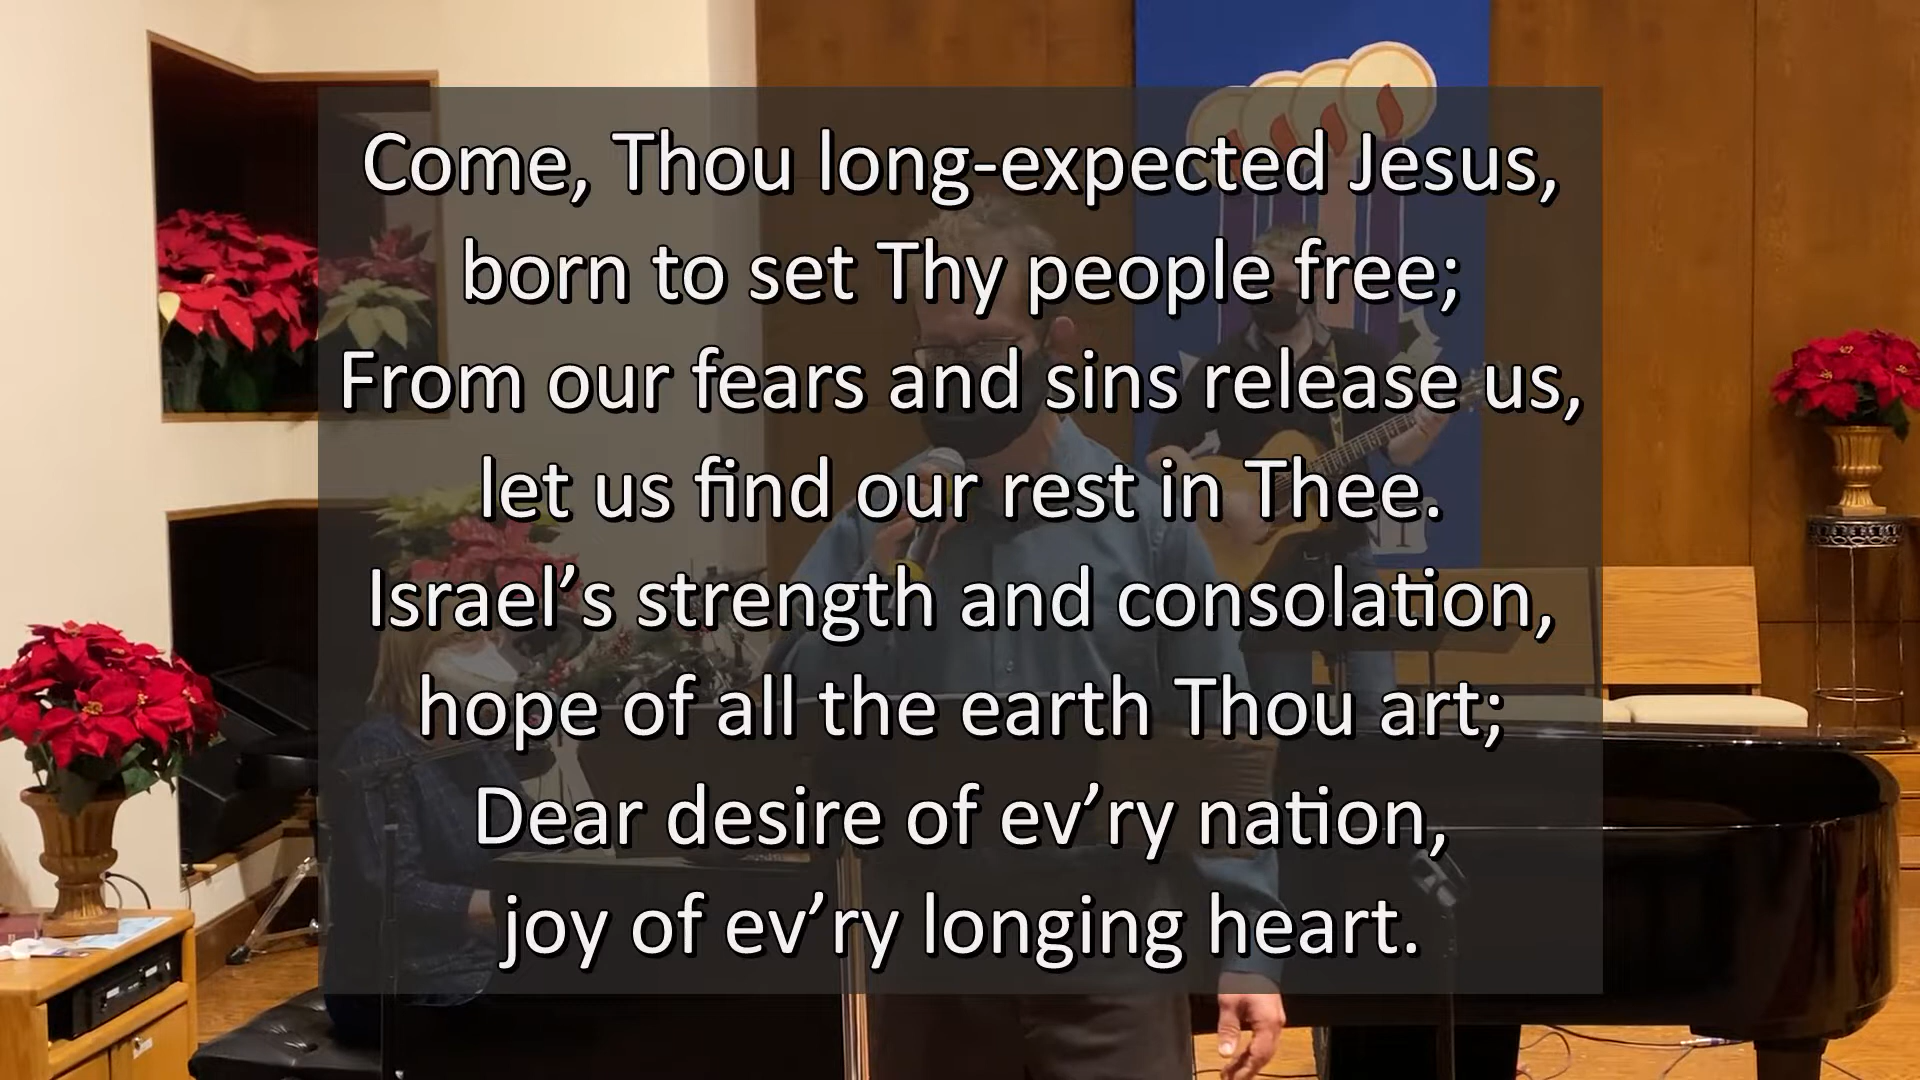 Come, Thou long-expected Jesus,
born to set Thy people free;
From our fears and sins release us,
let us find our rest in Thee.
Israel’s strength and consolation,
hope of all the earth Thou art;
Dear desire of ev’ry nation,
joy of ev’ry longing heart.